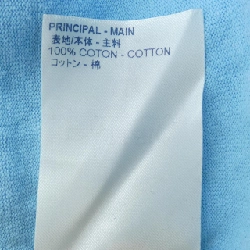 PRINCIPAL - MAIN
表地/本体 - 主料
100% COTON - COTTON
コットン - 棉